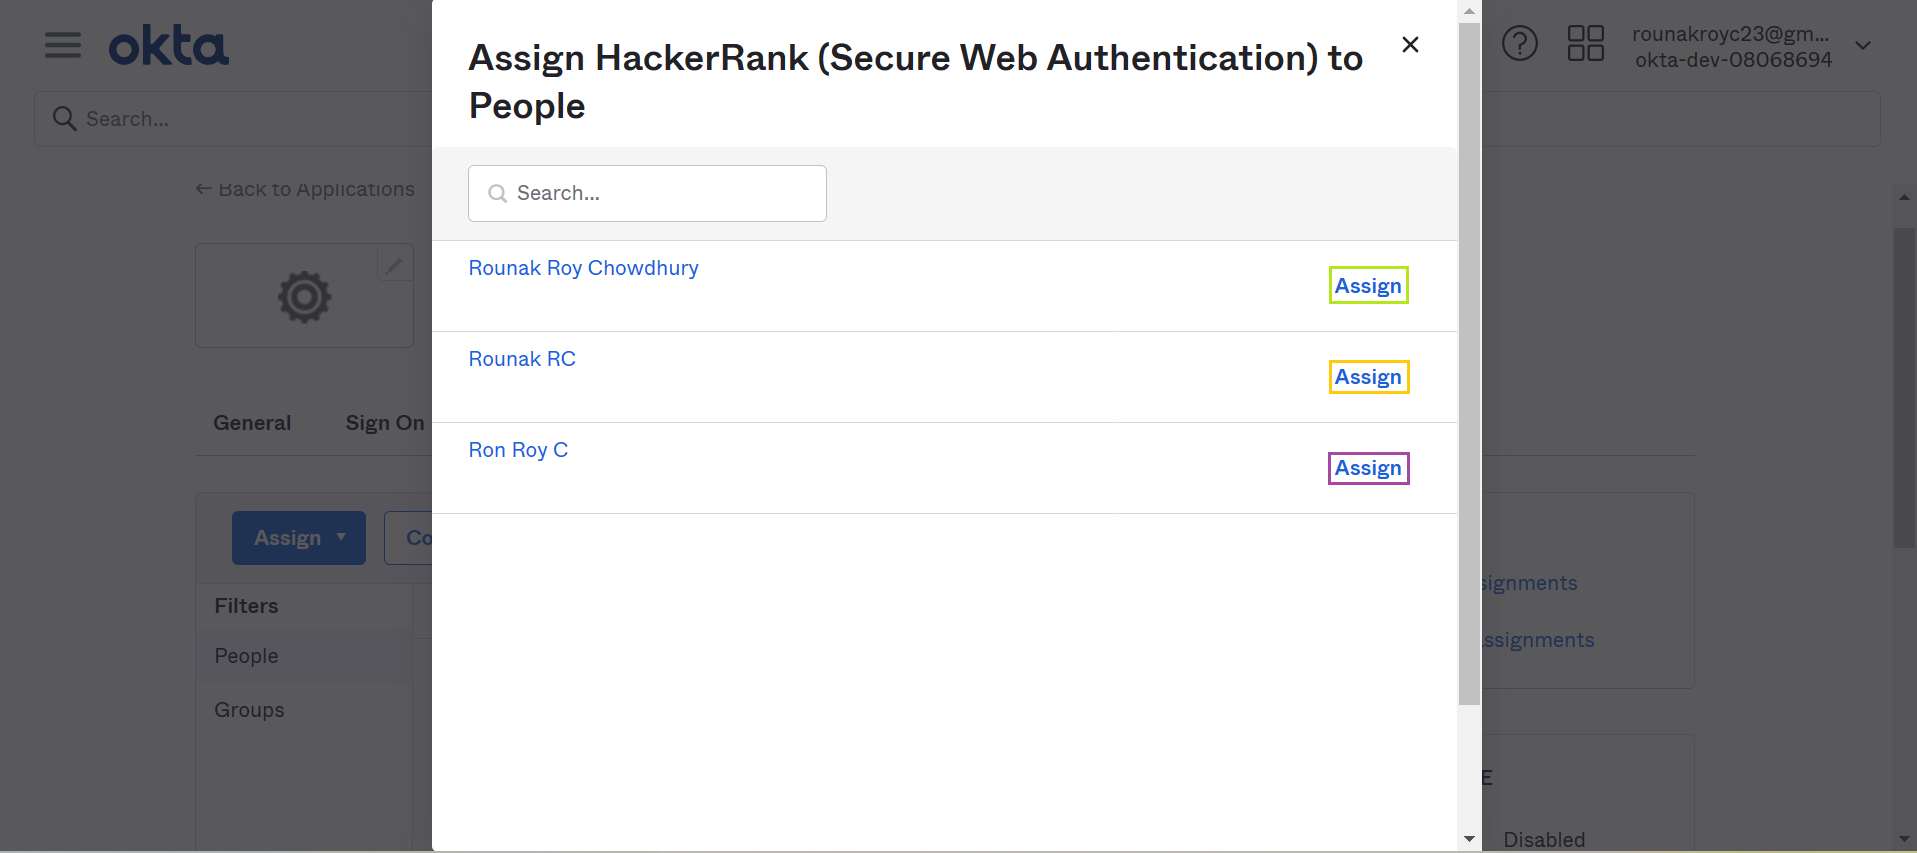 okta
Search...
rounakroyc23@gm...
okta-dev-08068694
← Back to Applications
General
Sign On
Assign
Co
Filters
People
Groups
Assign HackerRank (Secure Web Authentication) to
People
Search...
Rounak Roy Chowdhury
Assign
Rounak RC
Assign
Ron Roy C
Assign
signments
ssignments
E
Disabled